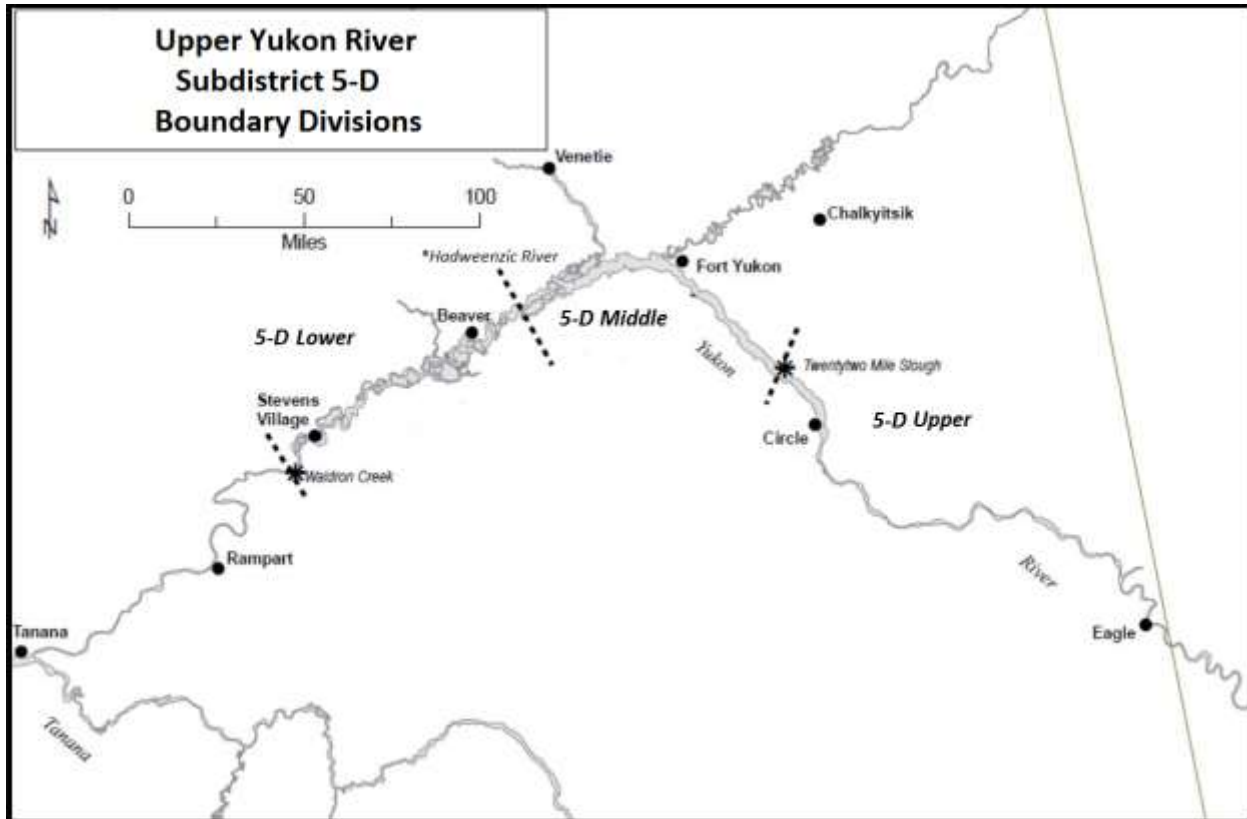 Upper Yukon River
Subdistrict 5-D
Boundary Divisions
Venetie
0 50 100
Miles
N
Chalkyitsik
*Hadweenzic River
Fort Yukon
Beaver
5-D Middle
5-D Lower
Yukon
Twentytwo Mile Slough
Stevens
Village
5-D Upper
Circle
Waldron Creek
Rampart
River
Tanana
Eagle
Tanana